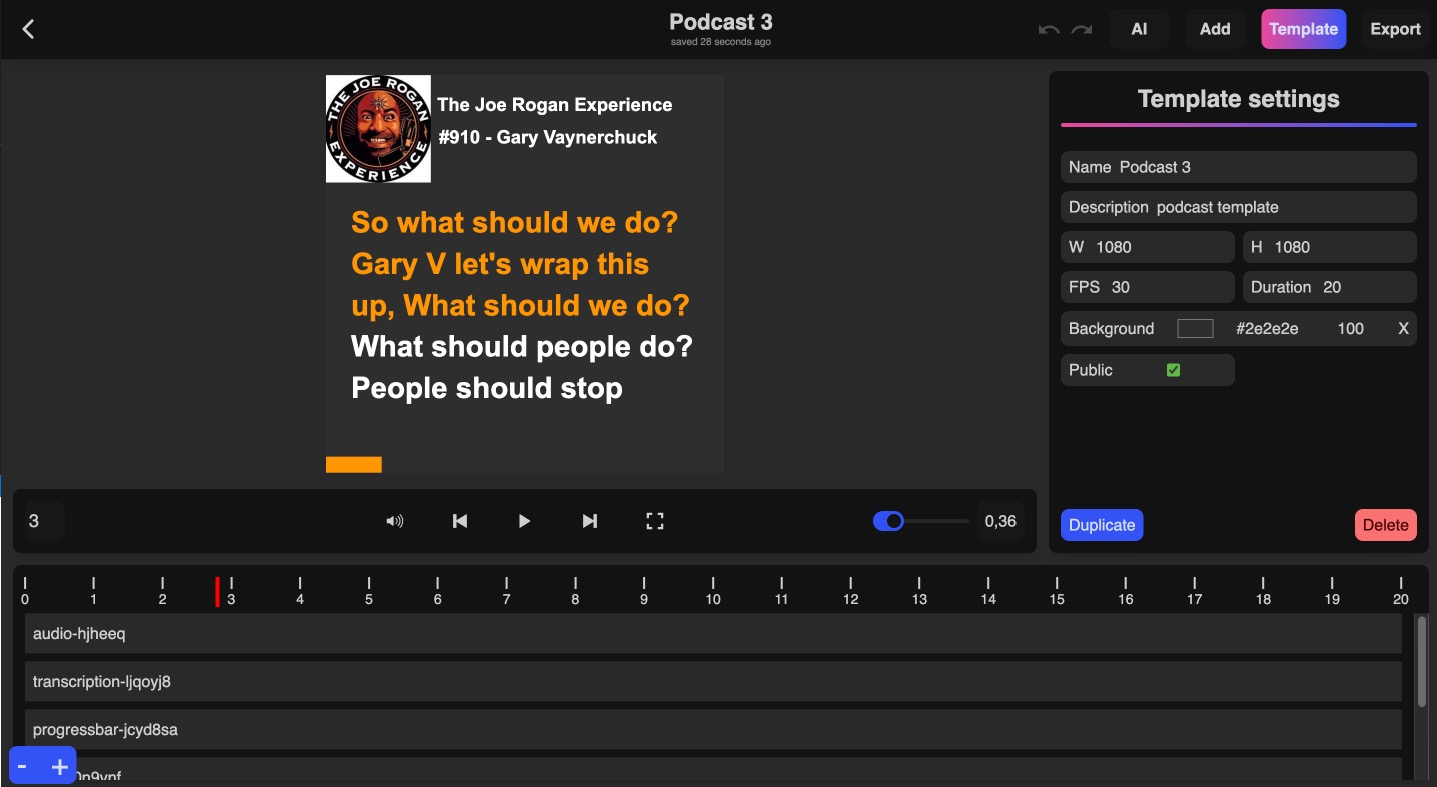 Podcast 3
saved 28 seconds ago
AI
Add
Template
Export
THE JOE ROGAN
EXPERIENCE
The Joe Rogan Experience
#910 - Gary Vaynerchuck
So what should we do?
Gary V let's wrap this
up, What should we do?
What should people do?
People should stop
Template settings
Name Podcast 3
Description podcast template
W 1080
H 1080
FPS 30
Duration 20
Background #2e2e2e 100 X
Public
Duplicate
Delete
3
0,36
0 1 2 3 4 5 6 7 8 9 10 11 12 13 14 15 16 17 18 19 20
audio-hjheeq
transcription-ljqoyj8
progressbar-jcyd8sa
- +